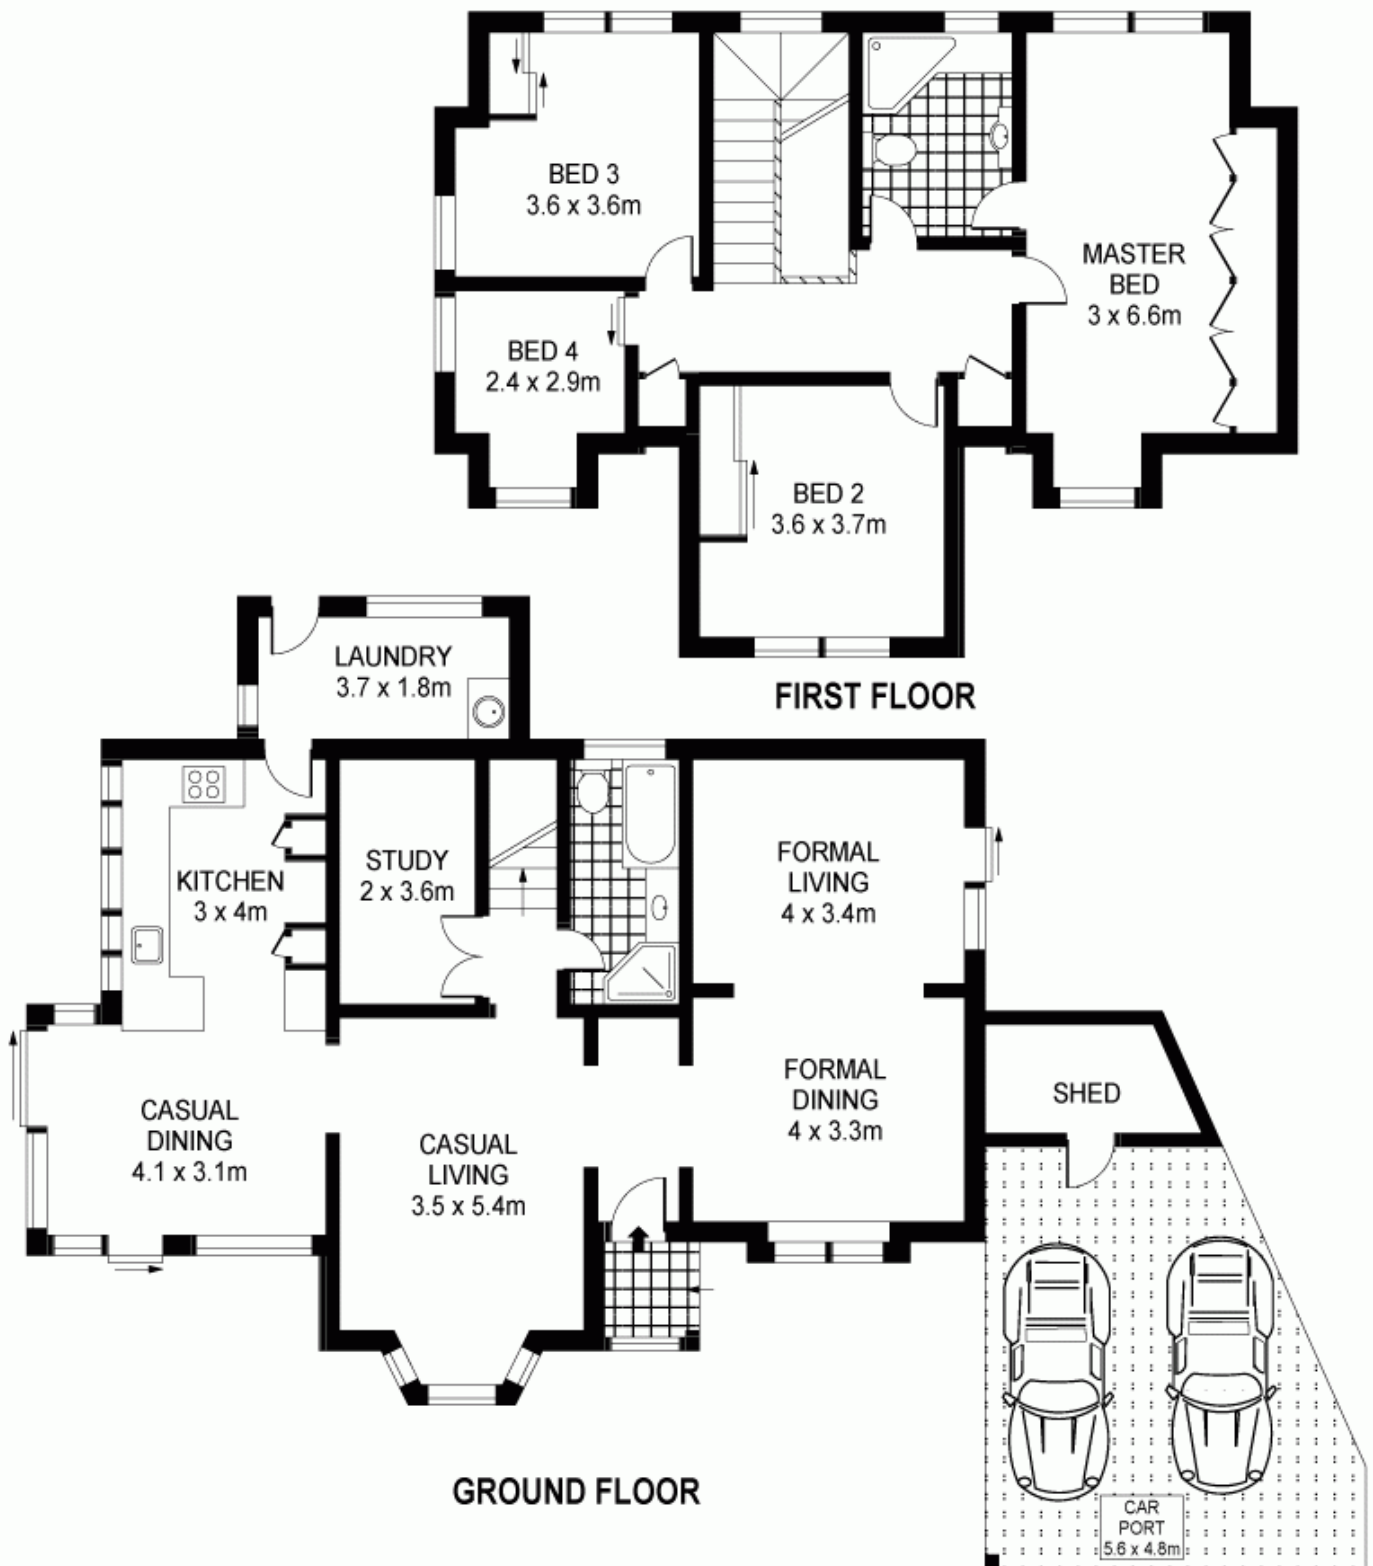 BED 3
3.6 x 3.6m
MASTER
BED
3 x 6.6m
BED 4
2.4 x 2.9m
BED 2
3.6 x 3.7m
FIRST FLOOR
LAUNDRY
3.7 x 1.8m
KITCHEN
3 x 4m
STUDY
2 x 3.6m
FORMAL
LIVING
4 x 3.4m
FORMAL
DINING
4 x 3.3m
SHED
CASUAL
DINING
4.1 x 3.1m
CASUAL
LIVING
3.5 x 5.4m
GROUND FLOOR
CAR
PORT
5.6 x 4.8m